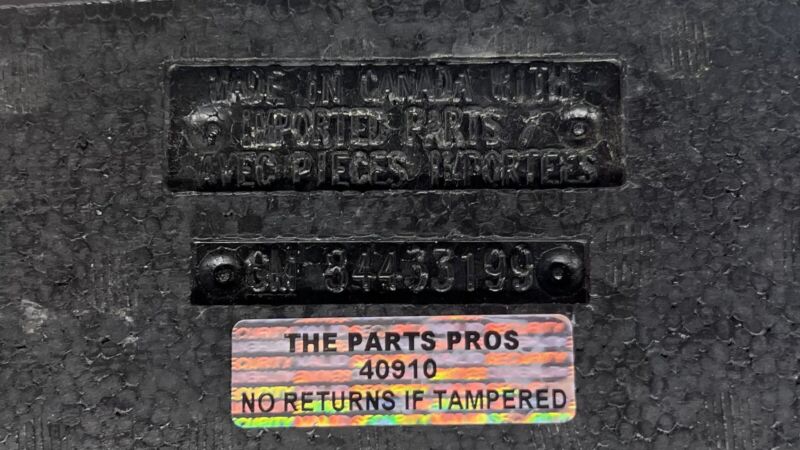 MADE IN CANADA WITH
IMPORTED PARTS /
AVEC PIECES IMPORTEES
GM 84433199
THE PARTS PROS
40910
NO RETURNS IF TAMPERED